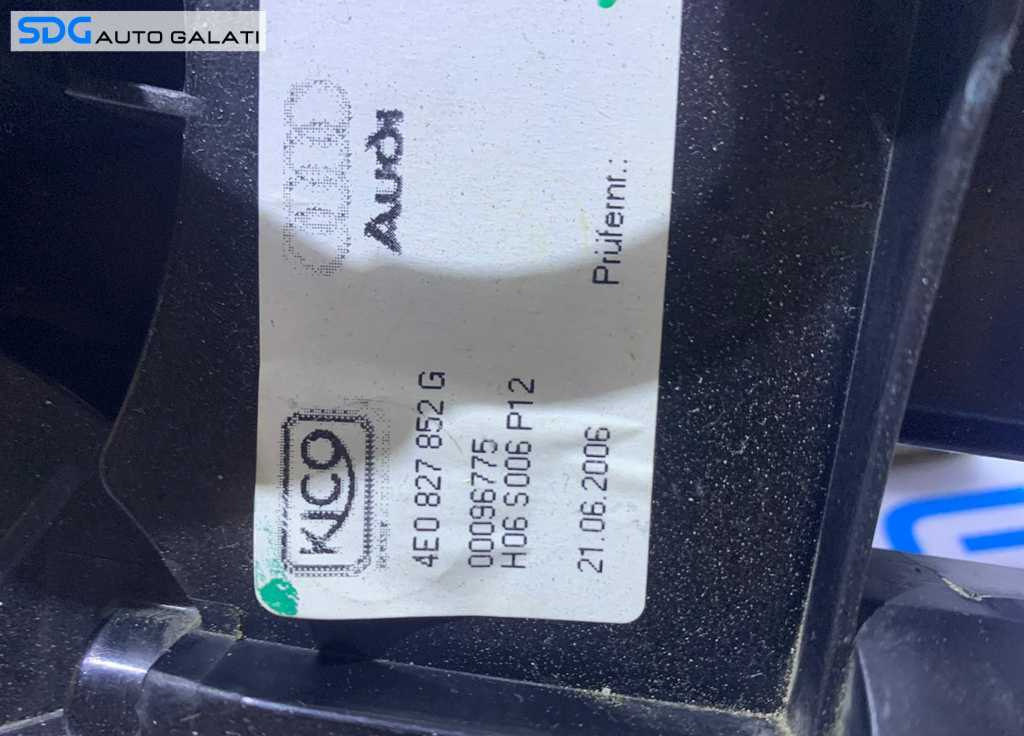 SDG AUTO GALATI
Audi
KICO
4E0 827 852 G
00096775
H06 S006 P12
21.06.2006
Prüfernr.: